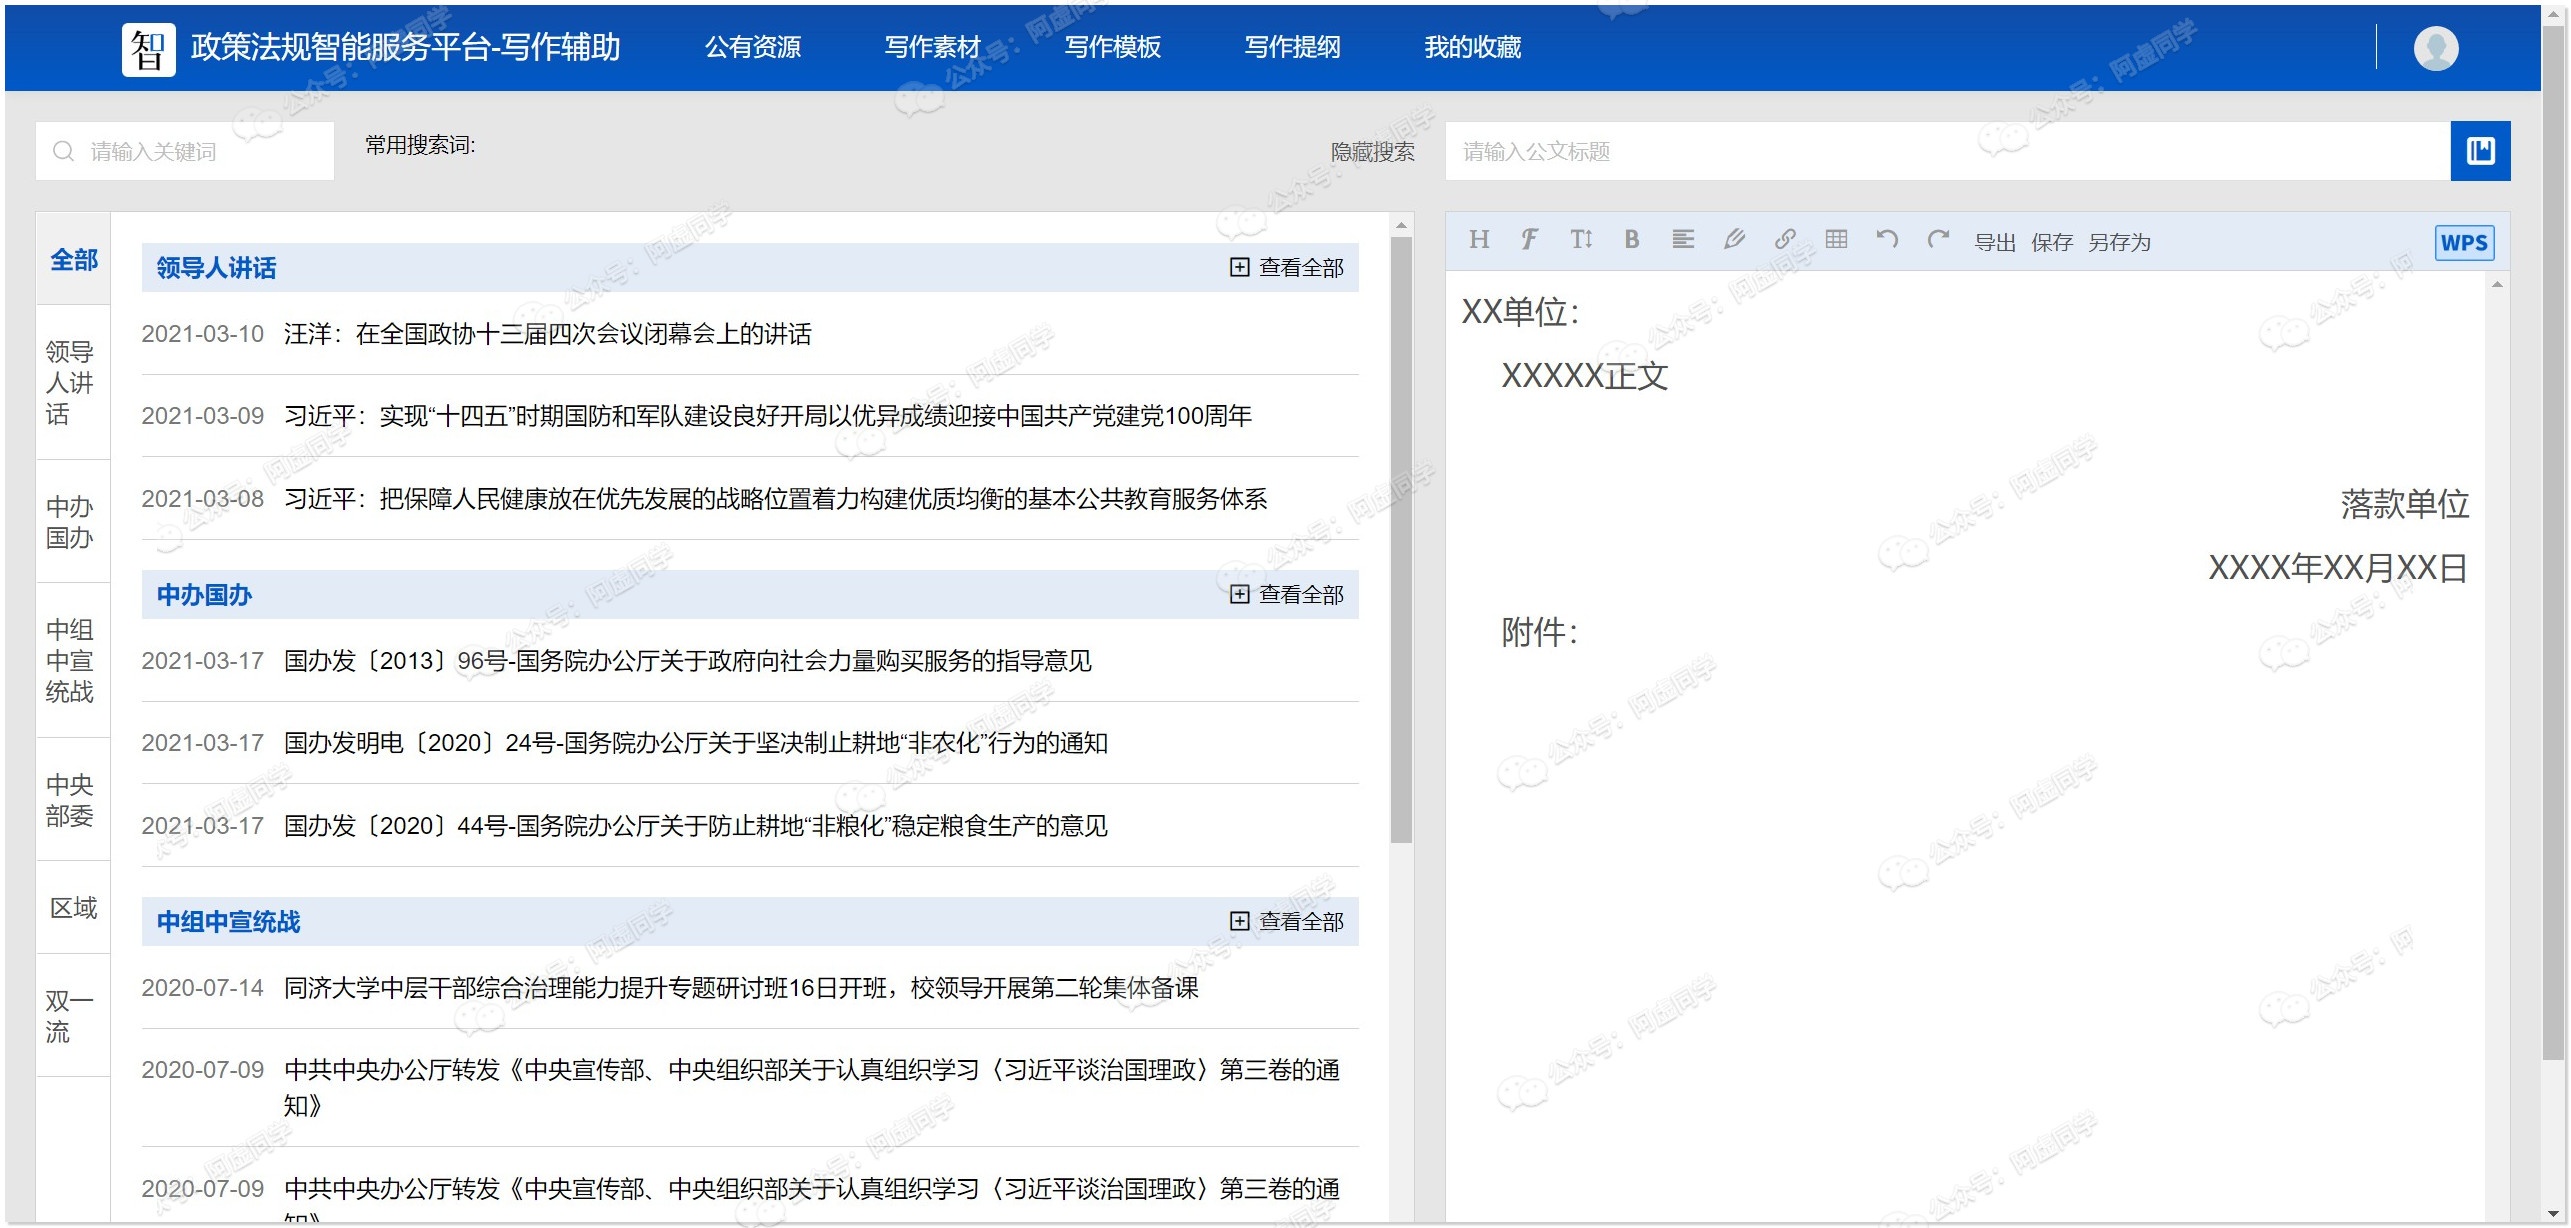 智 政策法规智能服务平台-写作辅助 公有资源 写作素材 写作模板 写作提纲 我的收藏
请输入关键词 常用搜索词: 隐藏搜索 请输入公文标题
全部
领导
人讲
话
中办
国办
中组
中宣
统战
中央
部委
区域
双一
流
领导人讲话 查看全部
2021-03-10 汪洋：在全国政协十三届四次会议闭幕会上的讲话
2021-03-09 习近平：实现“十四五”时期国防和军队建设良好开局以优异成绩迎接中国共产党建党100周年
2021-03-08 习近平：把保障人民健康放在优先发展的战略位置着力构建优质均衡的基本公共教育服务体系
中办国办 查看全部
2021-03-17 国办发〔2013〕96号-国务院办公厅关于政府向社会力量购买服务的指导意见
2021-03-17 国办发明电〔2020〕24号-国务院办公厅关于坚决制止耕地“非农化”行为的通知
2021-03-17 国办发〔2020〕44号-国务院办公厅关于防止耕地“非粮化”稳定粮食生产的意见
中组中宣统战 查看全部
2020-07-14 同济大学中层干部综合治理能力提升专题研讨班16日开班，校领导开展第二轮集体备课
2020-07-09 中共中央办公厅转发《中央宣传部、中央组织部关于认真组织学习〈习近平谈治国理政〉第三卷的通
知》
2020-07-09 中共中央办公厅转发《中央宣传部、中央组织部关于认真组织学习〈习近平谈治国理政〉第三卷的通
知》
H F T B 导出 保存 另存为 WPS
XX单位：
XXXXX正文
落款单位
XXXX年XX月XX日
附件：
公众号：阿虚同学